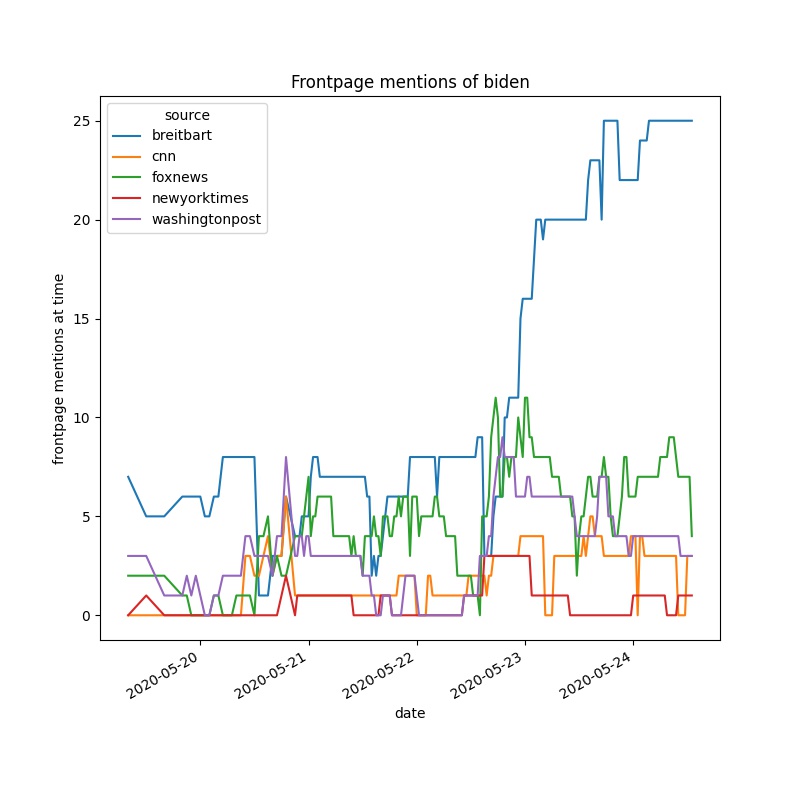 Frontpage mentions of biden
source
breitbart
cnn
foxnews
newyorktimes
washingtonpost
frontpage mentions at time
25
20
15
10
5
0
2020-05-20
2020-05-21
2020-05-22
2020-05-23
2020-05-24
date